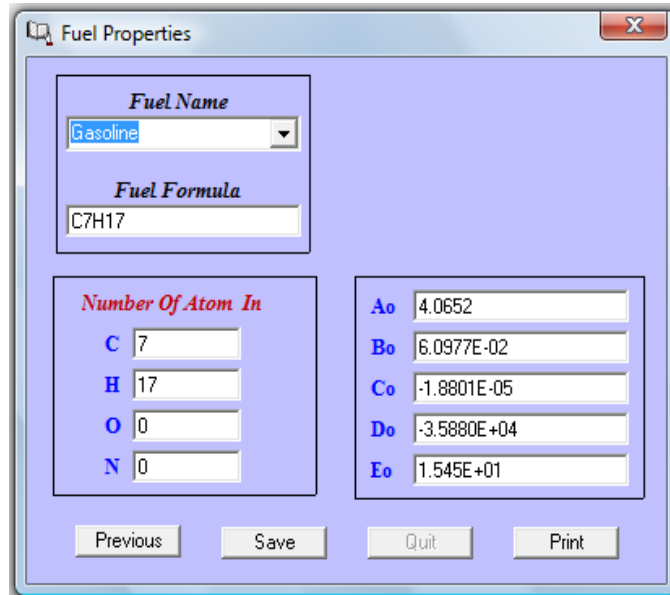 Fuel Properties
Fuel Name
Gasoline
Fuel Formula
C7H17
Number Of Atom In
C 7
H 17
O 0
N 0
Ao 4.0652
Bo 6.0977E-02
Co -1.8801E-05
Do -3.5880E+04
Eo 1.545E+01
Previous Save Quit Print